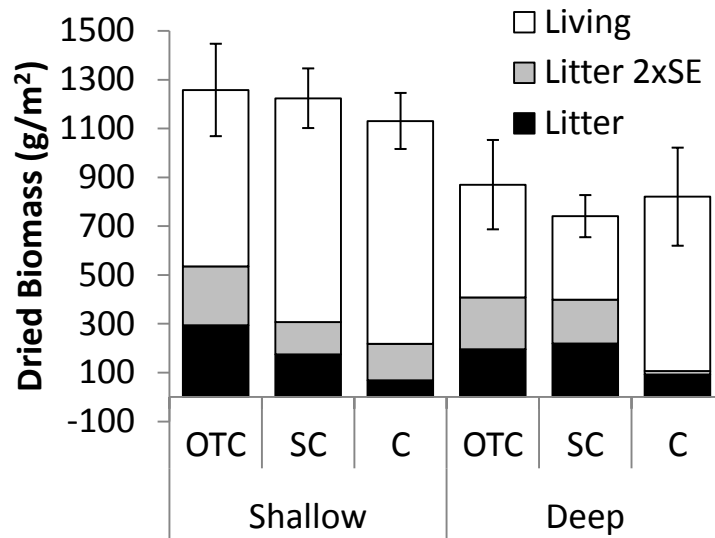 Dried Biomass (g/m²)
1500
1300
1100
900
700
500
300
100
-100
Living
Litter 2xSE
Litter
OTC SC C OTC SC C
Shallow Deep